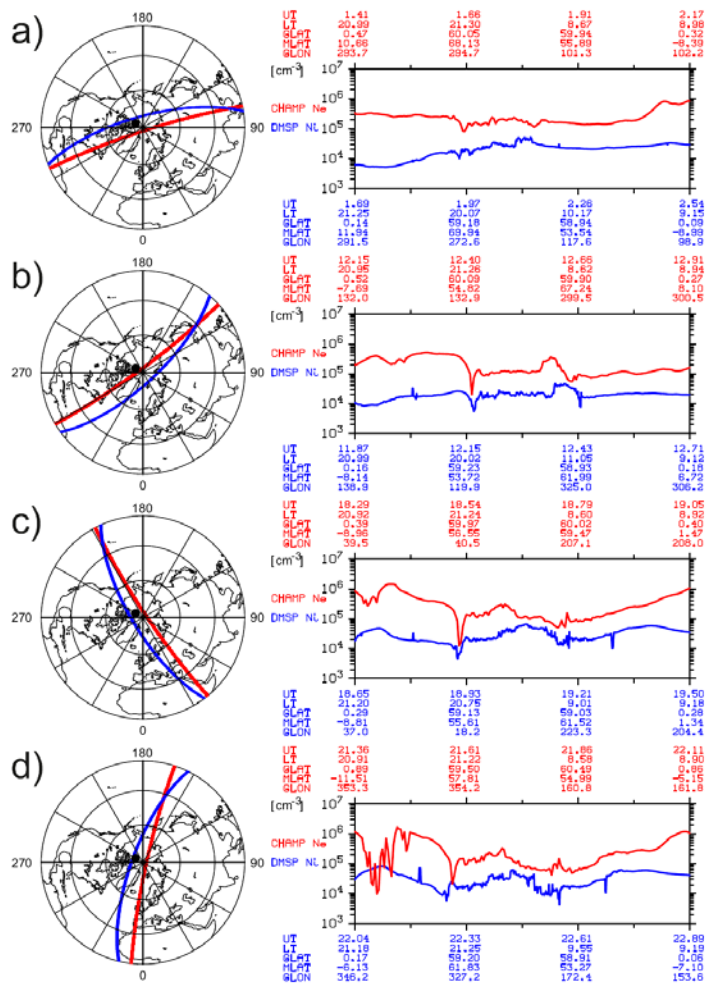 a)
180
270
90
0
UT 1.41 1.66 1.91 2.17
LT 20.99 21.30 8.67 8.98
GLAT 0.47 60.05 59.94 0.32
MLAT 10.66 68.13 55.89 -8.39
GLON 293.7 294.7 101.3 102.2
[cm⁻³]
10⁷
10⁶
CHAMP Ne 10⁵
DMSP Ni 10⁴
10³
UT 1.69 1.97 2.26 2.54
LT 21.25 20.07 10.17 9.15
GLAT 0.14 59.18 58.94 0.09
MLAT 11.94 69.94 53.54 -8.99
GLON 291.5 272.6 117.6 98.9
b)
180
270
90
0
UT 12.15 12.40 12.66 12.91
LT 20.95 21.26 8.62 8.94
GLAT 0.52 60.09 59.90 0.27
MLAT -7.69 54.82 67.24 8.10
GLON 132.0 132.9 299.5 300.5
[cm⁻³]
10⁷
10⁶
CHAMP Ne 10⁵
DMSP Ni 10⁴
10³
UT 11.87 12.15 12.43 12.71
LT 20.99 20.02 11.05 9.12
GLAT 0.16 59.23 58.93 0.18
MLAT -8.14 53.72 61.99 6.72
GLON 138.9 119.9 325.0 306.2
c)
180
270
90
0
UT 18.29 18.54 18.79 19.05
LT 20.92 21.24 8.60 8.92
GLAT 0.39 59.97 60.02 0.40
MLAT -8.96 56.55 59.47 1.47
GLON 39.5 40.5 207.1 208.0
[cm⁻³]
10⁷
10⁶
CHAMP Ne 10⁵
DMSP Ni 10⁴
10³
UT 18.65 18.93 19.21 19.50
LT 21.20 20.75 9.01 9.18
GLAT 0.29 59.13 59.03 0.28
MLAT -8.81 55.61 61.52 1.34
GLON 37.0 18.2 223.3 204.4
d)
180
270
90
0
UT 21.36 21.61 21.86 22.11
LT 20.91 21.22 8.58 8.90
GLAT 0.89 59.50 60.49 0.86
MLAT -11.51 57.81 54.99 -5.15
GLON 353.3 354.2 160.8 161.8
[cm⁻³]
10⁷
10⁶
CHAMP Ne 10⁵
DMSP Ni 10⁴
10³
UT 22.04 22.33 22.61 22.89
LT 21.18 21.25 9.55 9.19
GLAT 0.17 59.20 58.91 0.06
MLAT -6.13 61.83 53.27 -7.10
GLON 346.2 327.2 172.4 153.6